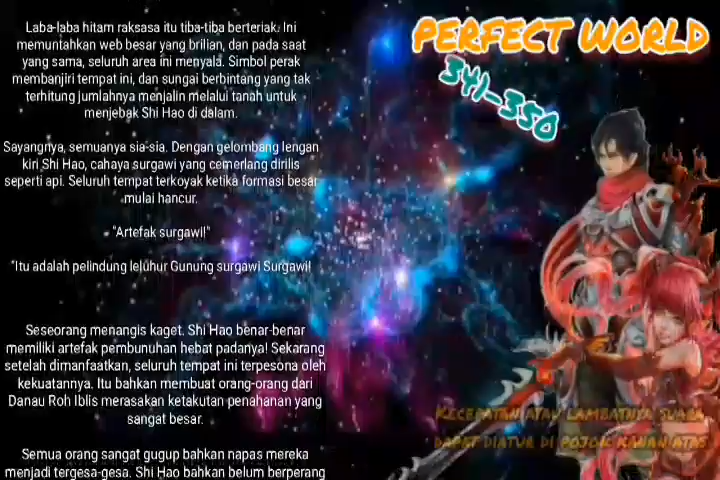 Laba-laba hitam raksasa itu tiba-tiba berteriak. Ini
memuntahkan web besar yang brilian, dan pada saat
yang sama, seluruh area ini menyala. Simbol perak
membanjiri tempat ini, dan sungai berbintang yang tak
terhitung jumlahnya menjalin melalui tanah untuk
menjebak Shi Hao di dalam.
Sayangnya, semuanya sia-sia. Dengan gelombang lengan
kiri Shi Hao, cahaya surgawi yang cemerlang dirilis
seperti api. Seluruh tempat terkoyak ketika formasi besar
mulai hancur.
"Artefak surgawi!"
"Itu adalah pelindung leluhur Gunung surgawi Surgawi!
Seseorang menangis kaget. Shi Hao benar-benar
memiliki artefak pembunuhan hebat padanya! Sekarang
setelah dimanfaatkan, seluruh tempat ini terpesona oleh
kekuatannya. Itu bahkan membuat orang-orang dari
Danau Roh Iblis merasakan ketakutan penahanan yang
sangat besar.
Semua orang sangat gugup bahkan napas mereka
menjadi tergesa-gesa. Shi Hao bahkan belum berperang
PERFECT WORLD
341-350
KECEPATAN ATAU LAMBATNYA SUARA
DAPAT DIATUR DI POJOK KANAN ATAS